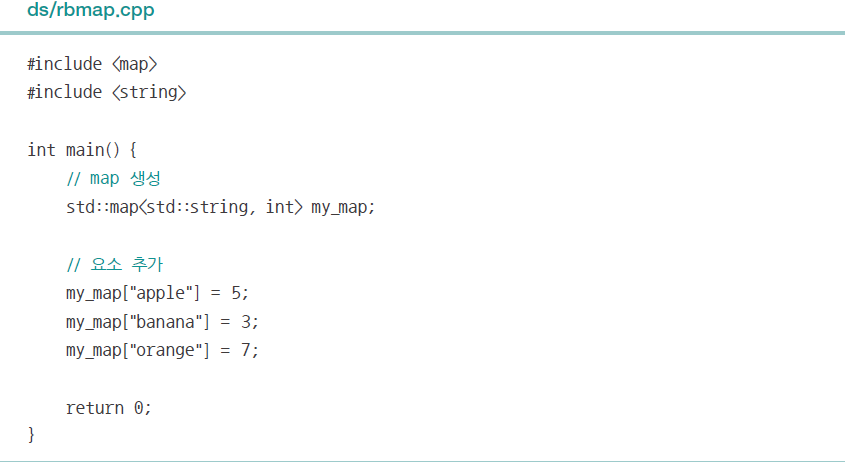 ds/rbmap.cpp
#include <map>
#include <string>
int main() {
// map 생성
std::map<std::string, int> my_map;
// 요소 추가
my_map["apple"] = 5;
my_map["banana"] = 3;
my_map["orange"] = 7;
return 0;
}